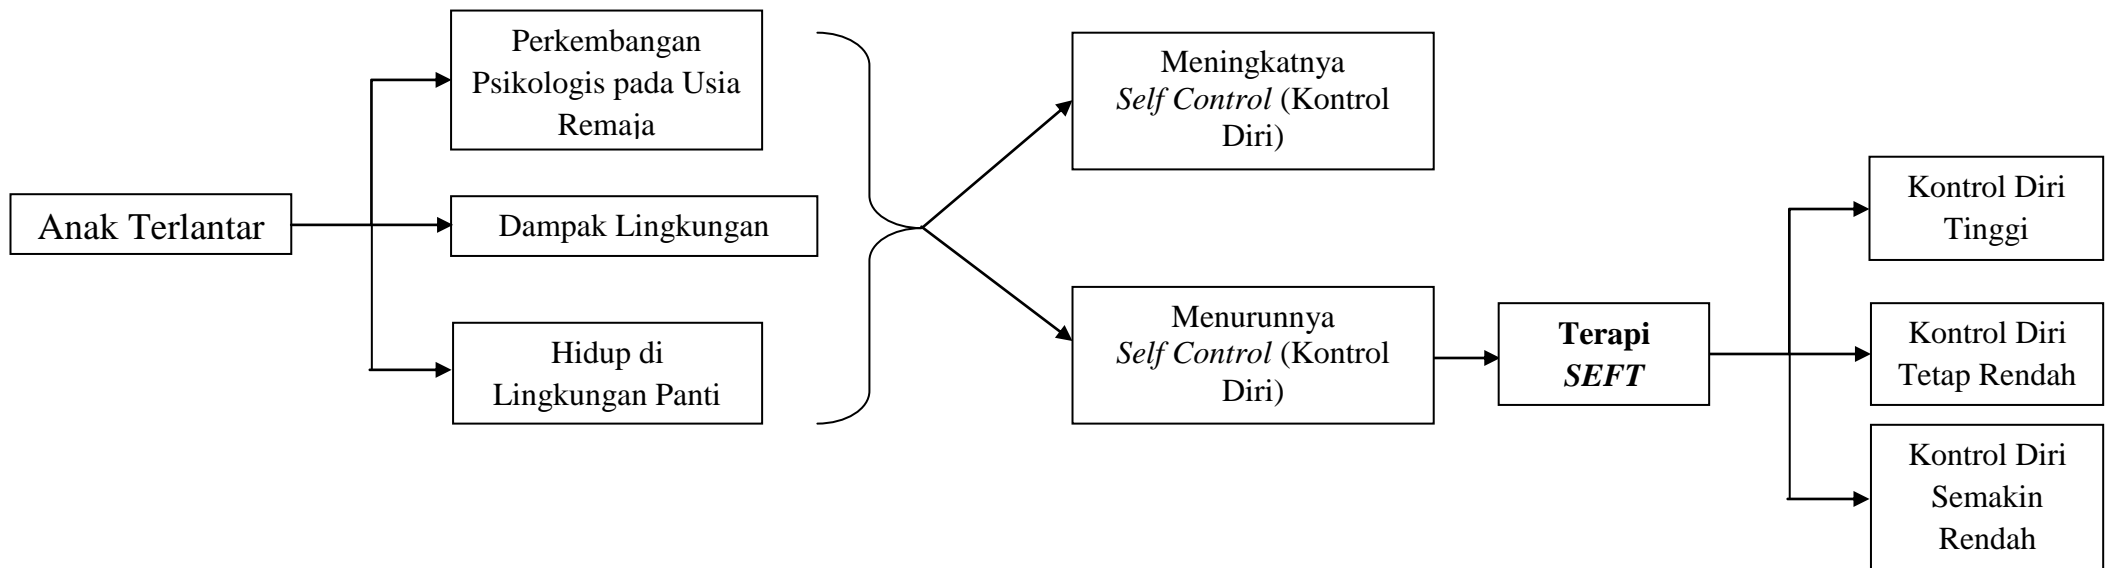 Anak Terlantar
Perkembangan
Psikologis pada Usia
Remaja
Dampak Lingkungan
Hidup di
Lingkungan Panti
Meningkatnya
Self Control (Kontrol
Diri)
Menurunnya
Self Control (Kontrol
Diri)
Terapi
SEFT
Kontrol Diri
Tinggi
Kontrol Diri
Tetap Rendah
Kontrol Diri
Semakin
Rendah